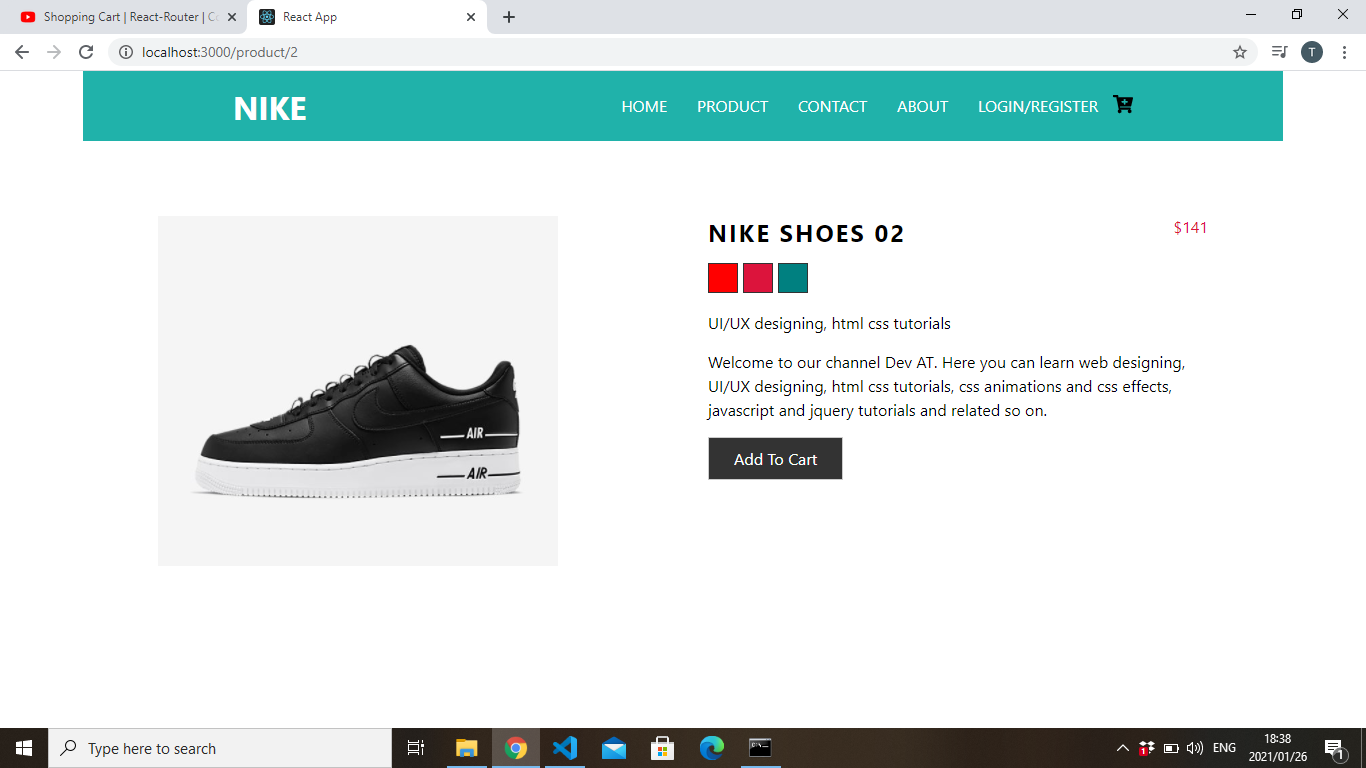 Shopping Cart | React-Router | C
React App
localhost:3000/product/2
T
NIKE
HOME
PRODUCT
CONTACT
ABOUT
LOGIN/REGISTER
NIKE SHOES 02
$141
UI/UX designing, html css tutorials
Welcome to our channel Dev AT. Here you can learn web designing,
UI/UX designing, html css tutorials, css animations and css effects,
javascript and jquery tutorials and related so on.
Add To Cart
AIR
AIR
Type here to search
1
ENG
18:38
2021/01/26
1